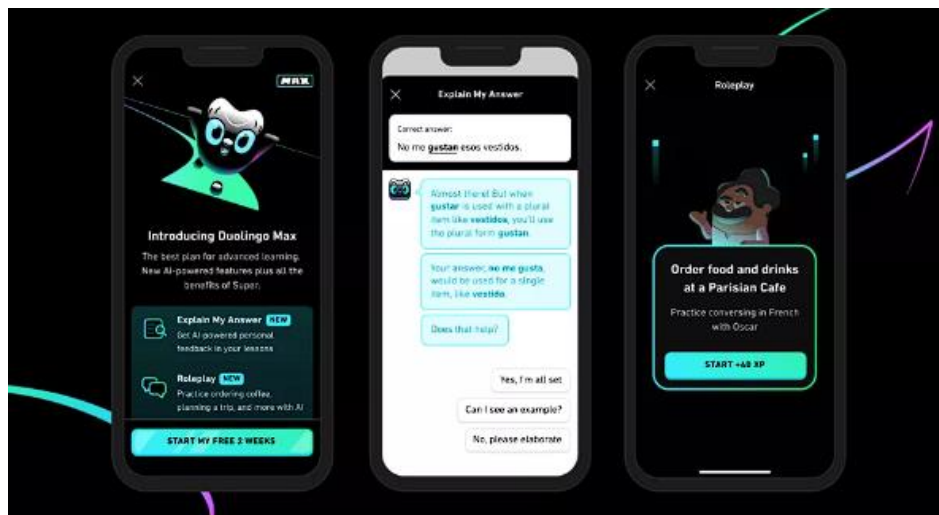 MAX
Introducing Duolingo Max
The best plan for advanced learning.
New AI-powered features plus all the
benefits of Super.
Explain My Answer NEW
Get AI-powered personal
feedback in your lessons
Roleplay NEW
Practice ordering coffee,
planning a trip, and more with AI
START MY FREE 2 WEEKS
Explain My Answer
Correct answer:
No me gustan esos vestidos.
Almost there! But when
gustar is used with a plural
item like vestidos, you'll use
the plural form gustan.
Your answer, no me gusta,
would be used for a single
item, like vestido.
Does that help?
Yes, I'm all set
Can I see an example?
No, please elaborate
Roleplay
Order food and drinks
at a Parisian Cafe
Practice conversing in French
with Oscar
START +40 XP